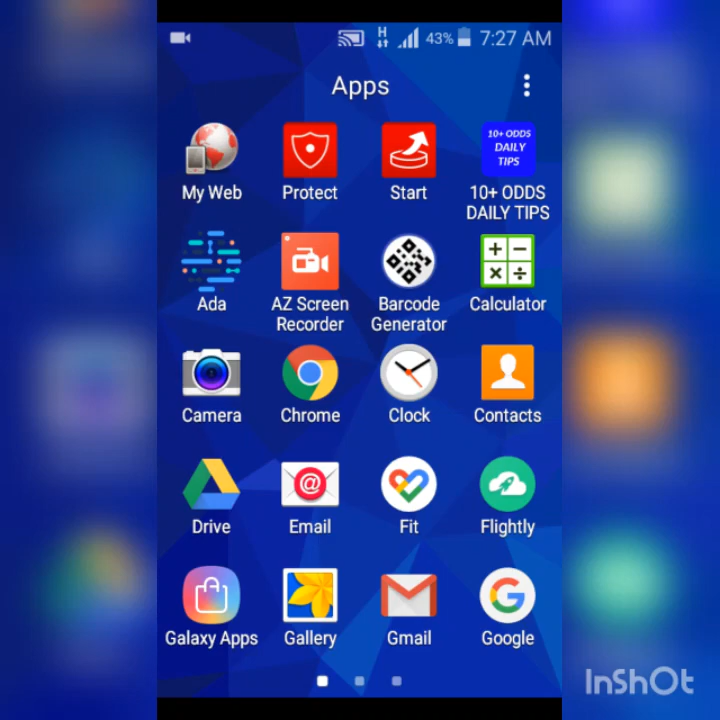 H 43% 7:27 AM
Apps
10+ ODDS
DAILY
TIPS
My Web Protect Start 10+ ODDS
DAILY TIPS
Ada AZ Screen Barcode Calculator
Recorder Generator
Camera Chrome Clock Contacts
@
Drive Email Fit Flightly
G
Galaxy Apps Gallery Gmail Google
InShOt